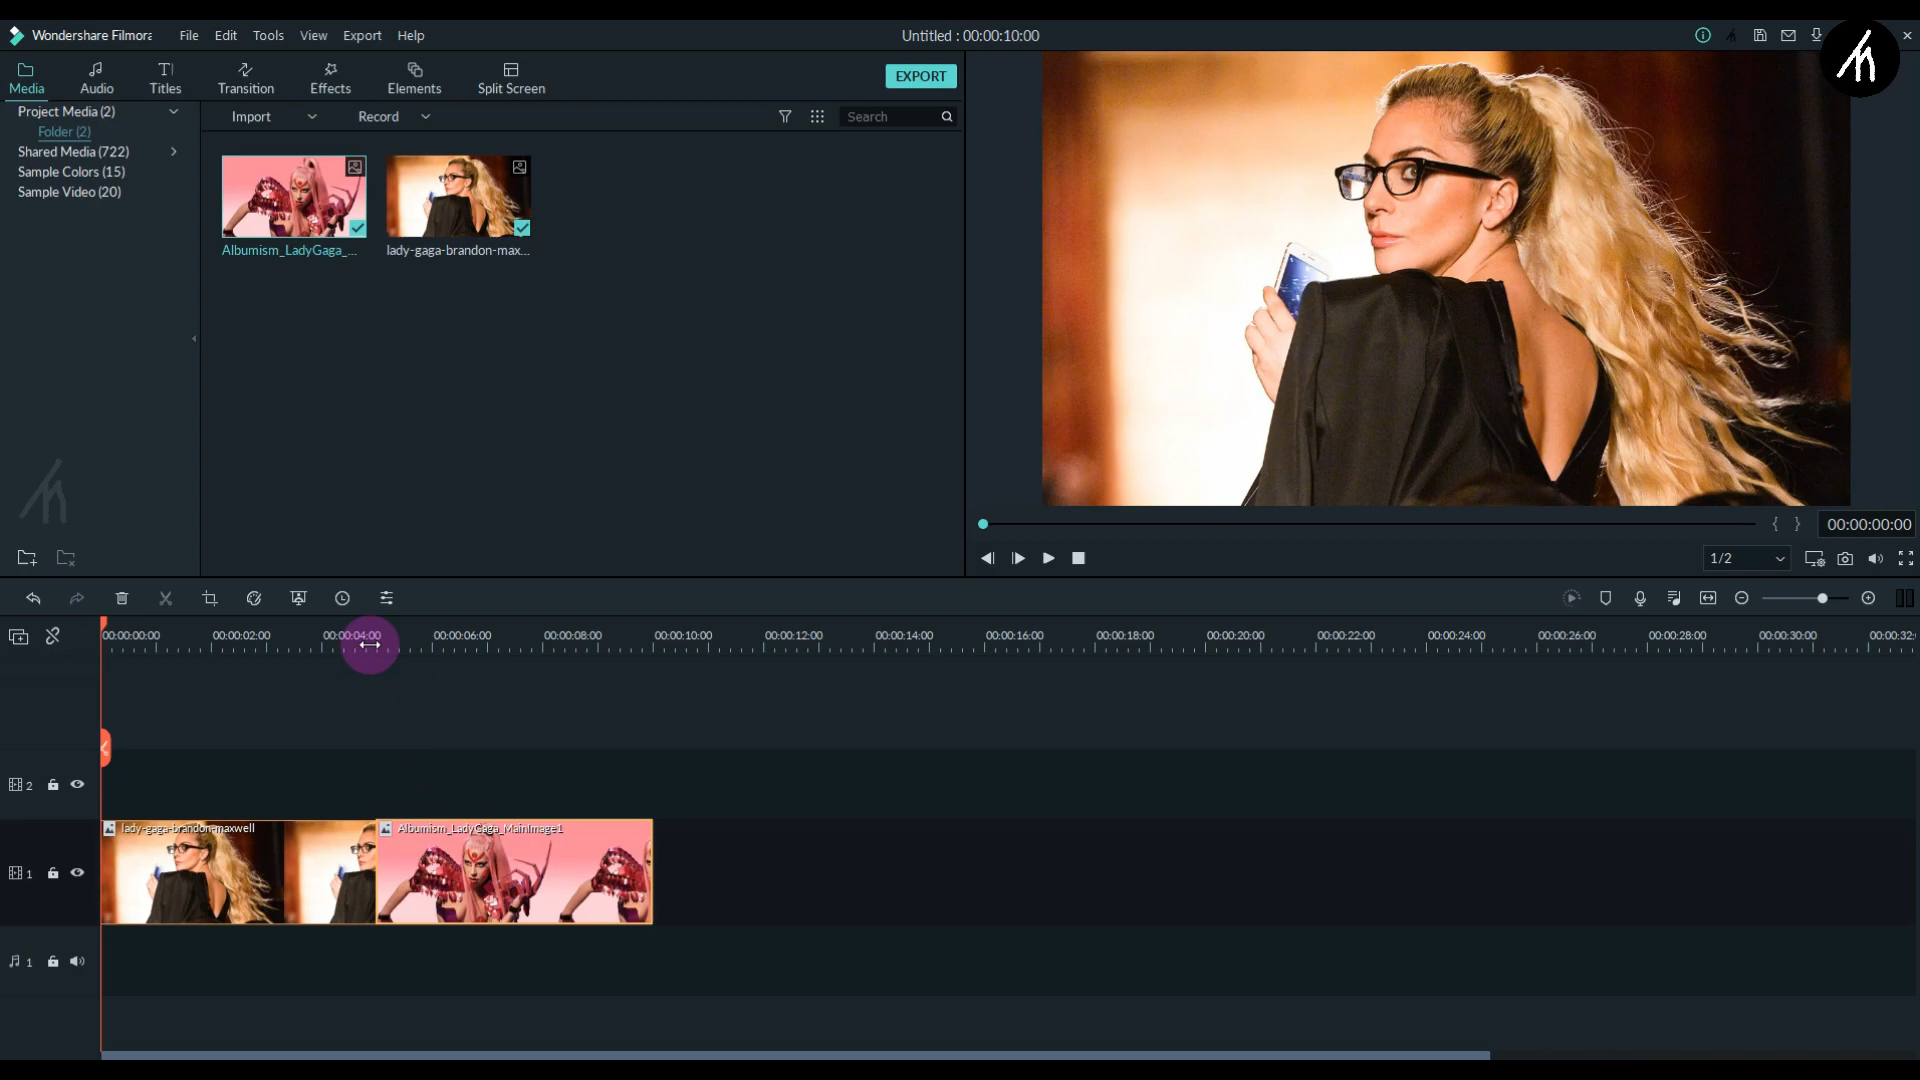 Wondershare Filmora
File Edit Tools View Export Help
Untitled : 00:00:10:00
Media Audio Titles Transition Effects Elements Split Screen
EXPORT
Project Media (2)
Folder (2)
Shared Media (722)
Sample Colors (15)
Sample Video (20)
Import Record Search
Albumism_LadyGaga_...
lady-gaga-brandon-max...
00:00:00:00
1/2
00:00:00:00 00:00:02:00 00:00:04:00 00:00:06:00 00:00:08:00 00:00:10:00 00:00:12:00 00:00:14:00 00:00:16:00 00:00:18:00 00:00:20:00 00:00:22:00 00:00:24:00 00:00:26:00 00:00:28:00 00:00:30:00 00:00:32:
2
lady-gaga-brandon-maxwell
Albumism_LadyGaga_MainImage1
1
1